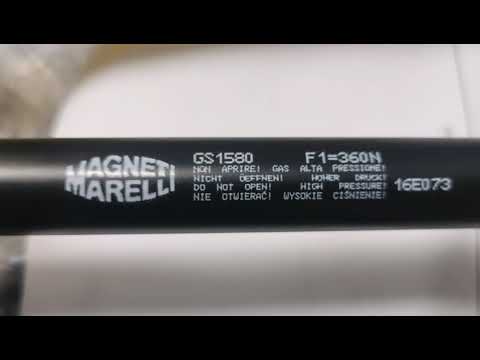 MAGNETI
MARELLI
GS1580 F1=360N
NON APRIRE! GAS ALTA PRESSIONE!
NICHT OEFFNEN! HOHER DRUCK!
DO NOT OPEN! HIGH PRESSURE!
NIE OTWIERAĆ! WYSOKIE CIŚNIENIE!
16E073